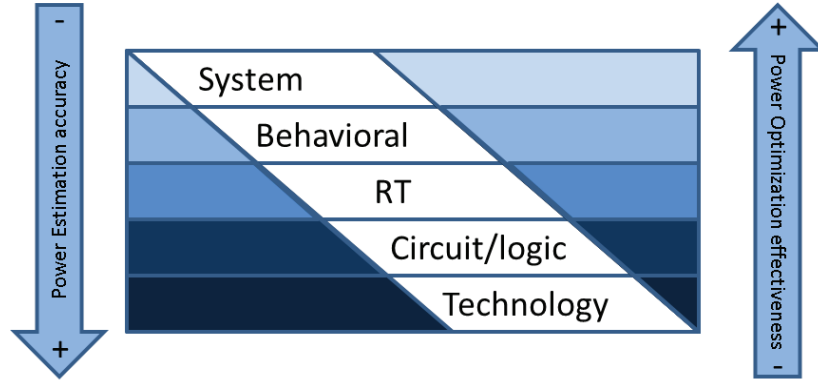 -
Power Estimation accuracy
+
System
Behavioral
RT
Circuit/logic
Technology
+
Power Optimization effectiveness
-